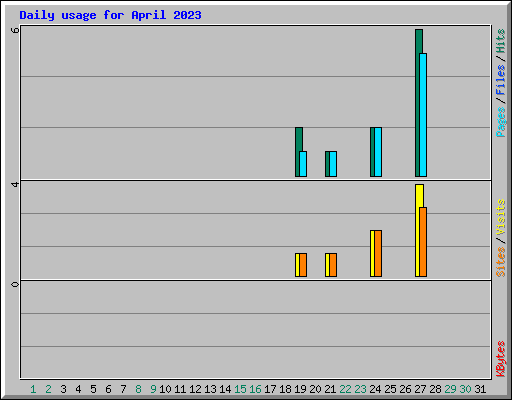 Daily usage for April 2023
6
4
0
Pages / Files / Hits
Sites / Visits
KBytes
1 2 3 4 5 6 7 8 9 10 11 12 13 14 15 16 17 18 19 20 21 22 23 24 25 26 27 28 29 30 31